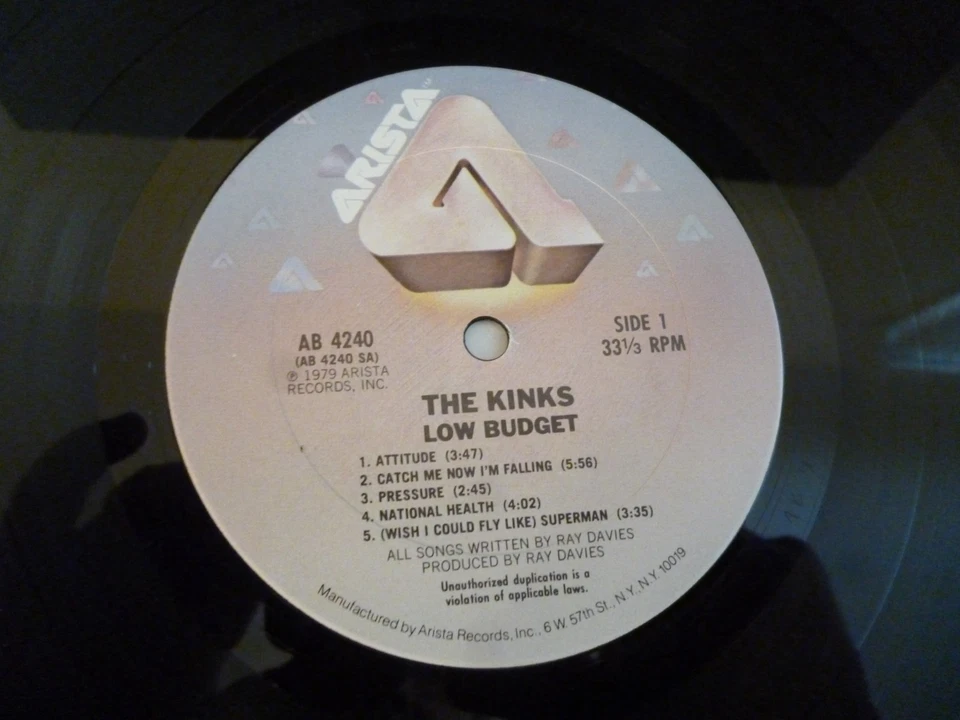 ARISTA™
AB 4240
(AB 4240 SA)
℗ 1979 ARISTA
RECORDS, INC.
SIDE 1
33⅓ RPM
THE KINKS
LOW BUDGET
1. ATTITUDE (3:47)
2. CATCH ME NOW I'M FALLING (5:56)
3. PRESSURE (2:45)
4. NATIONAL HEALTH (4:02)
5. (WISH I COULD FLY LIKE) SUPERMAN (3:35)
ALL SONGS WRITTEN BY RAY DAVIES
PRODUCED BY RAY DAVIES
Unauthorized duplication is a
violation of applicable laws.
Manufactured by Arista Records, Inc., 6 W. 57th St., N.Y., N.Y. 10019